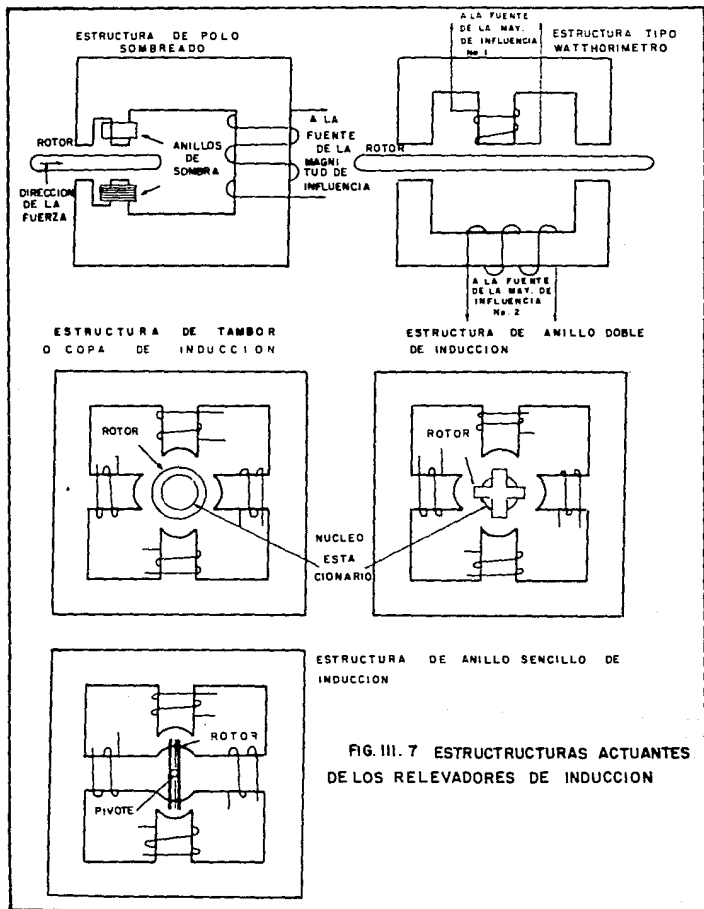 ESTRUCTURA DE POLO
SOMBREADO
ROTOR
ANILLOS
DE
SOMBRA
DIRECCION
DE LA
FUERZA
A LA
FUENTE
DE LA
MAGNI
TUD DE
INFLUENCIA
A LA FUENTE
DE LA MAY.
DE INFLUENCIA
No. 1
ESTRUCTURA TIPO
WATTHORIMETRO
ROTOR
A LA FUENTE
DE LA MAY. DE
INFLUENCIA
No. 2
ESTRUCTURA DE TAMBOR
O COPA DE INDUCCION
ROTOR
ESTRUCTURA DE ANILLO DOBLE
DE INDUCCION
ROTOR
NUCLEO
ESTA
CIONARIO
ESTRUCTURA DE ANILLO SENCILLO DE
INDUCCION
ROTOR
PIVOTE
FIG. III. 7 ESTRUCTRUCTURAS ACTUANTES
DE LOS RELEVADORES DE INDUCCION